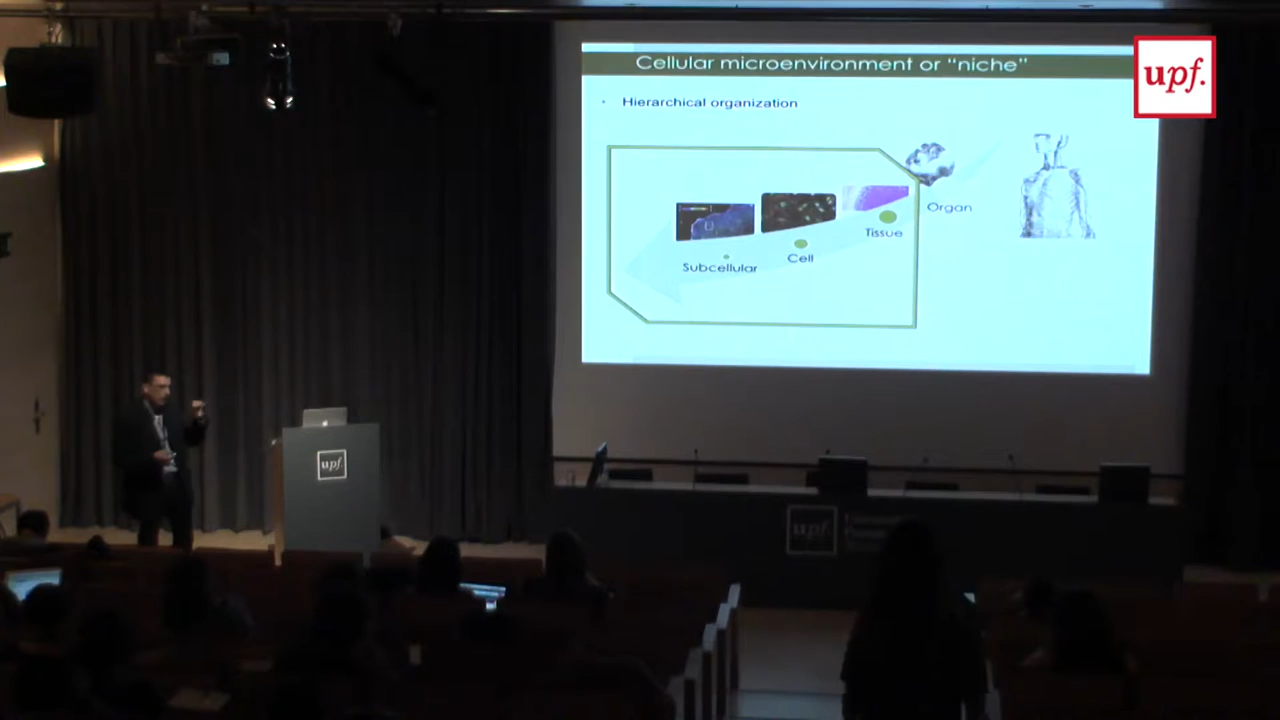 Cellular microenvironment or “niche”
upf.
• Hierarchical organization
Organ
Tissue
Cell
Subcellular
upf.
upf.